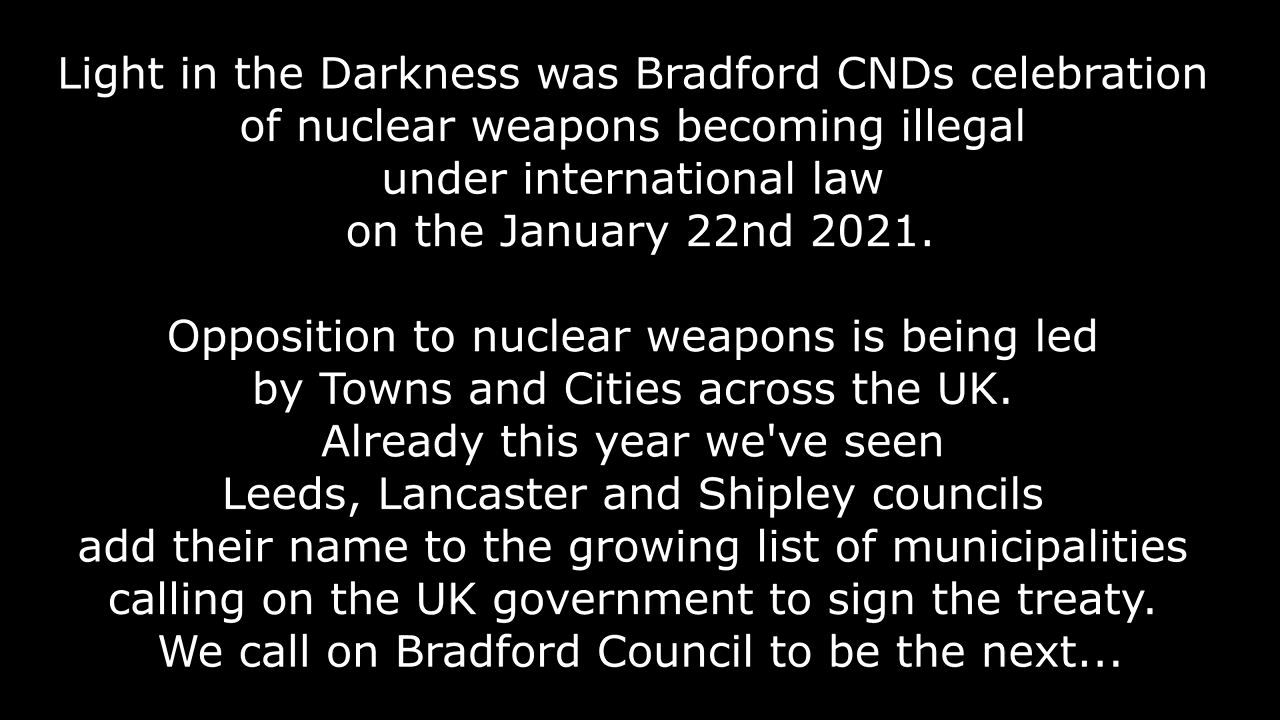 Light in the Darkness was Bradford CNDs celebration
of nuclear weapons becoming illegal
under international law
on the January 22nd 2021.
Opposition to nuclear weapons is being led
by Towns and Cities across the UK.
Already this year we've seen
Leeds, Lancaster and Shipley councils
add their name to the growing list of municipalities
calling on the UK government to sign the treaty.
We call on Bradford Council to be the next...